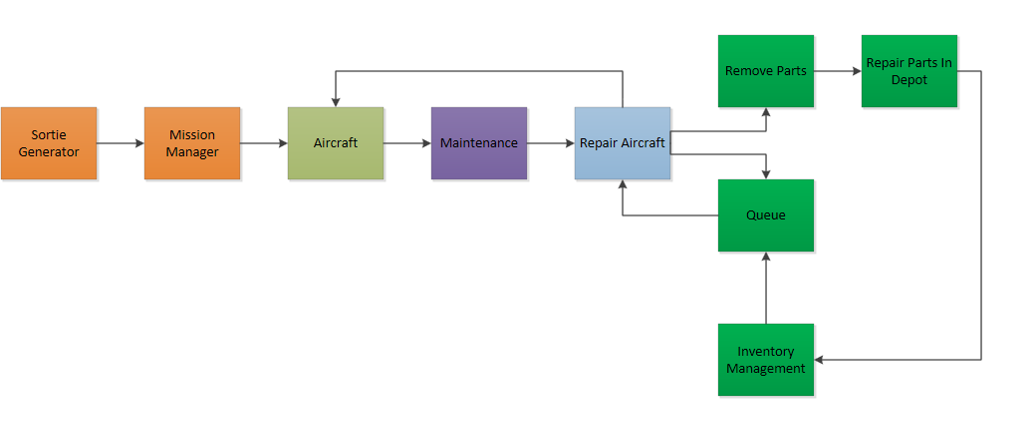 Remove Parts
Repair Parts In
Depot
Sortie
Generator
Mission
Manager
Aircraft
Maintenance
Repair Aircraft
Queue
Inventory
Management